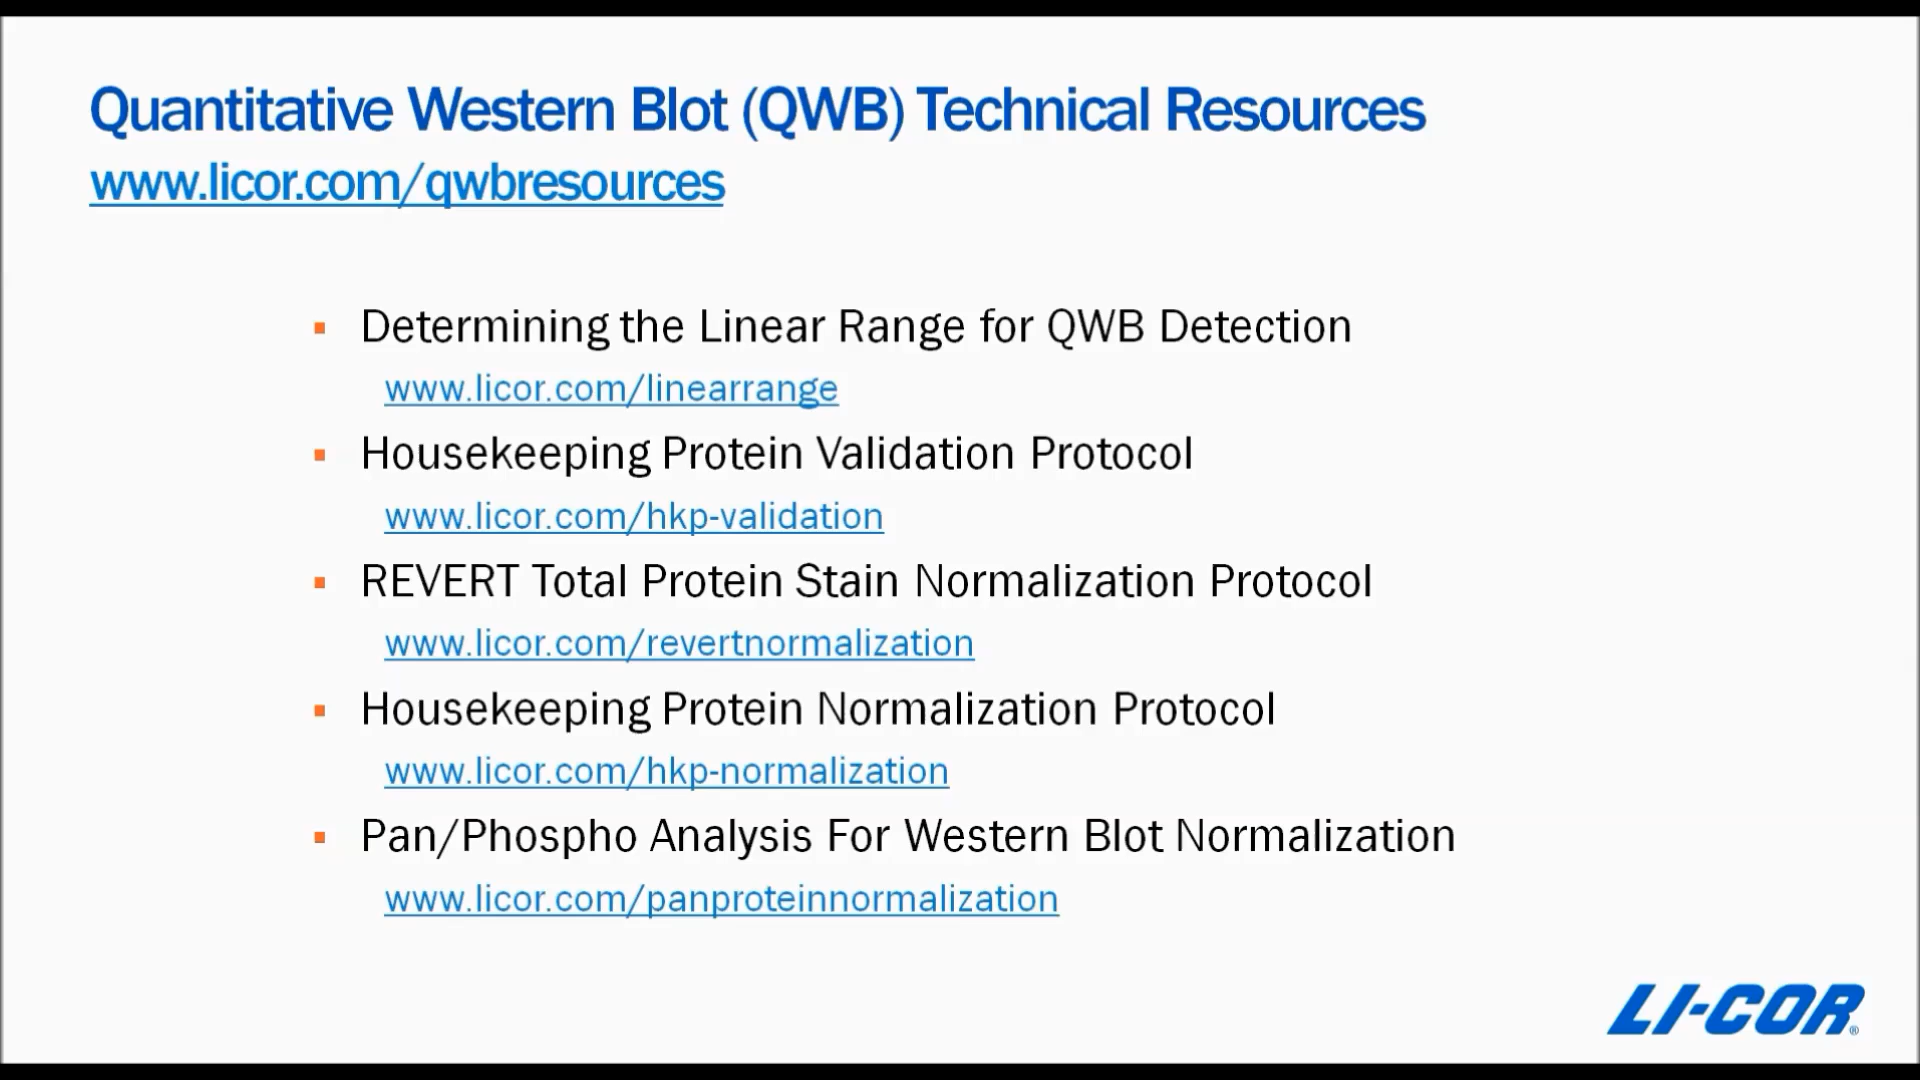 Quantitative Western Blot (QWB) Technical Resources
www.licor.com/qwbresources
Determining the Linear Range for QWB Detection
www.licor.com/linearrange
Housekeeping Protein Validation Protocol
www.licor.com/hkp-validation
REVERT Total Protein Stain Normalization Protocol
www.licor.com/revertnormalization
Housekeeping Protein Normalization Protocol
www.licor.com/hkp-normalization
Pan/Phospho Analysis For Western Blot Normalization
www.licor.com/panproteinnormalization
LI-COR®